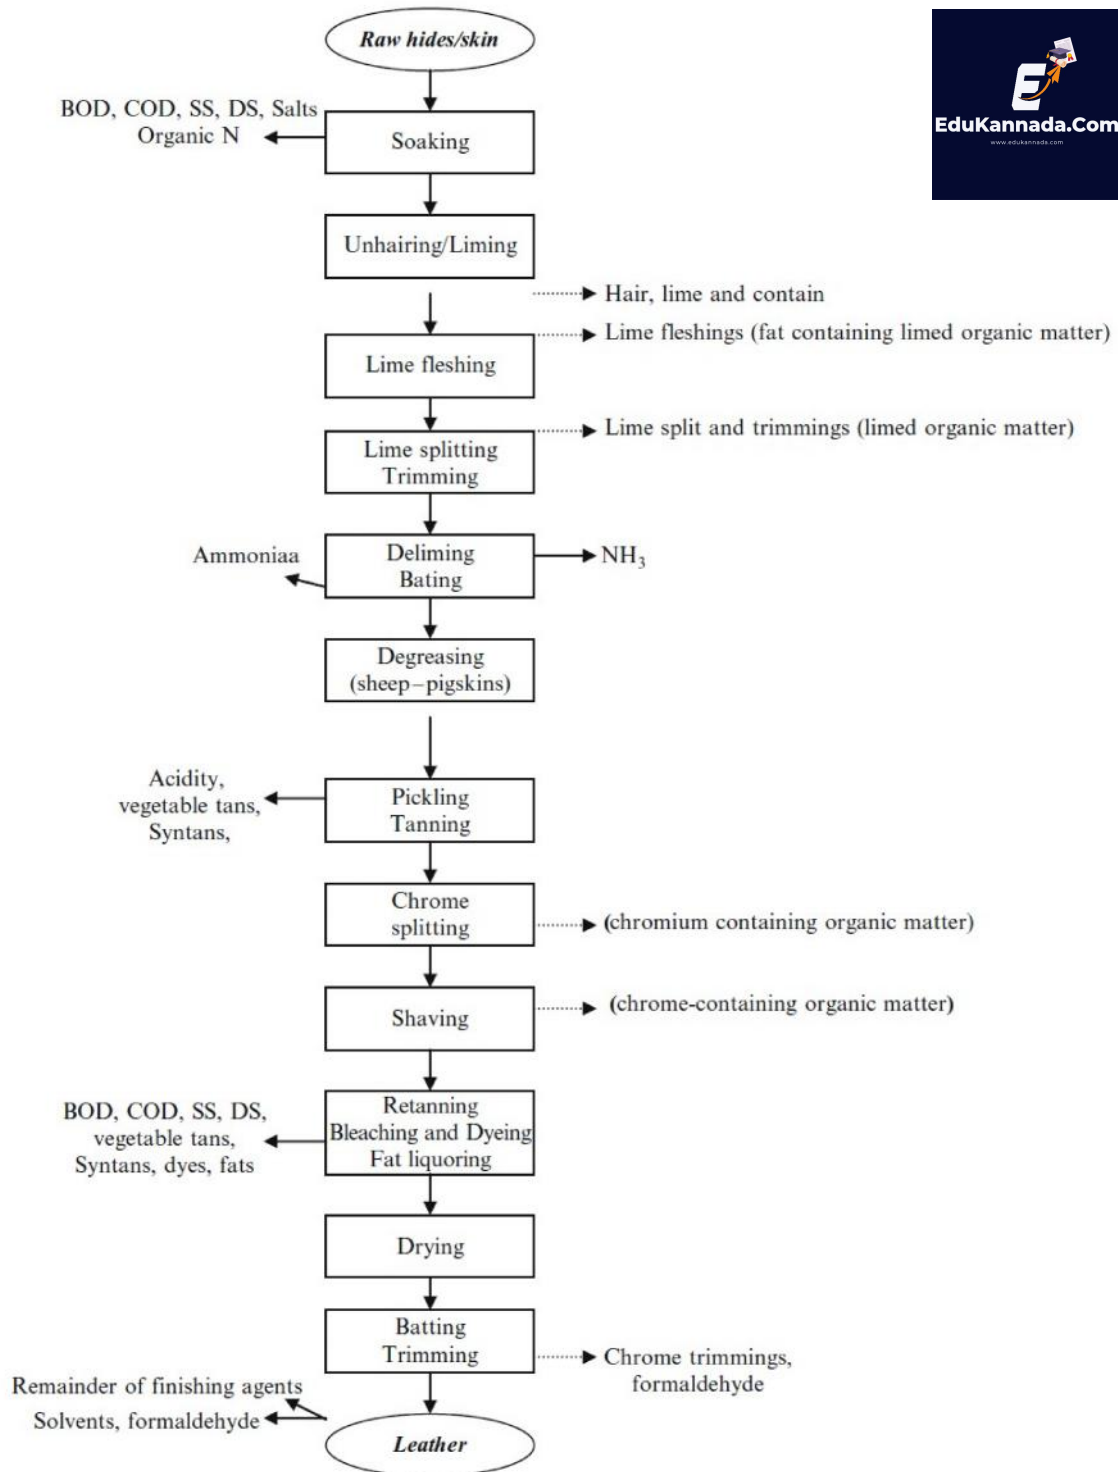 Raw hides/skin
E
EduKannada.Com
www.edukannada.com
BOD, COD, SS, DS, Salts
Organic N
Soaking
Unhairing/Liming
Hair, lime and contain
Lime fleshings (fat containing limed organic matter)
Lime fleshing
Lime split and trimmings (limed organic matter)
Lime splitting
Trimming
Ammoniaa
Deliming
Bating
NH₃
Degreasing
(sheep–pigskins)
Acidity,
vegetable tans,
Syntans,
Pickling
Tanning
Chrome
splitting
(chromium containing organic matter)
Shaving
(chrome-containing organic matter)
BOD, COD, SS, DS,
vegetable tans,
Syntans, dyes, fats
Retanning
Bleaching and Dyeing
Fat liquoring
Drying
Batting
Trimming
Chrome trimmings,
formaldehyde
Remainder of finishing agents
Solvents, formaldehyde
Leather